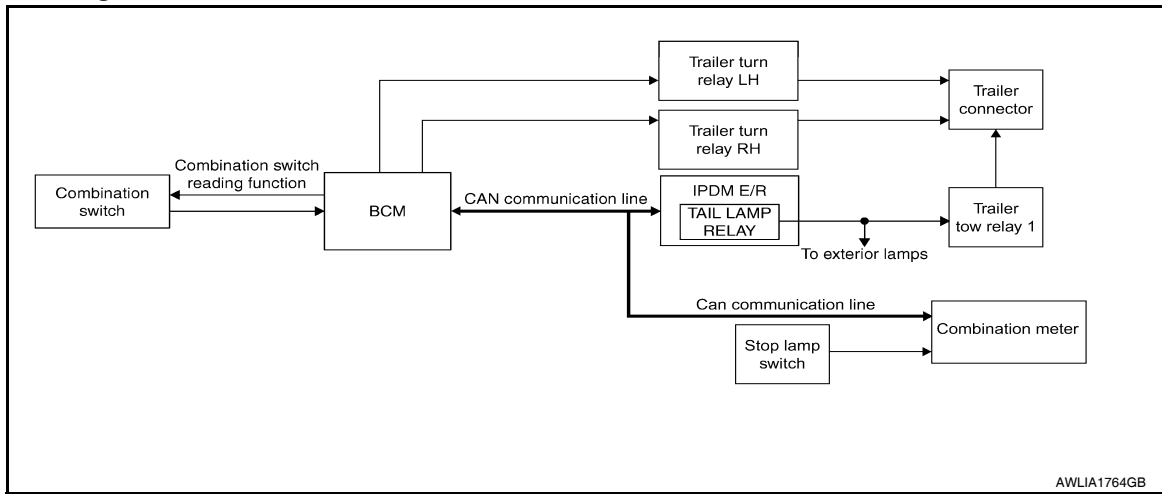 Trailer turn
relay LH
Trailer
connector
Trailer turn
relay RH
Combination switch
reading function
Combination
switch
BCM
CAN communication line
IPDM E/R
TAIL LAMP
RELAY
Trailer
tow relay 1
To exterior lamps
Can communication line
Combination meter
Stop lamp
switch
AWLIA1764GB